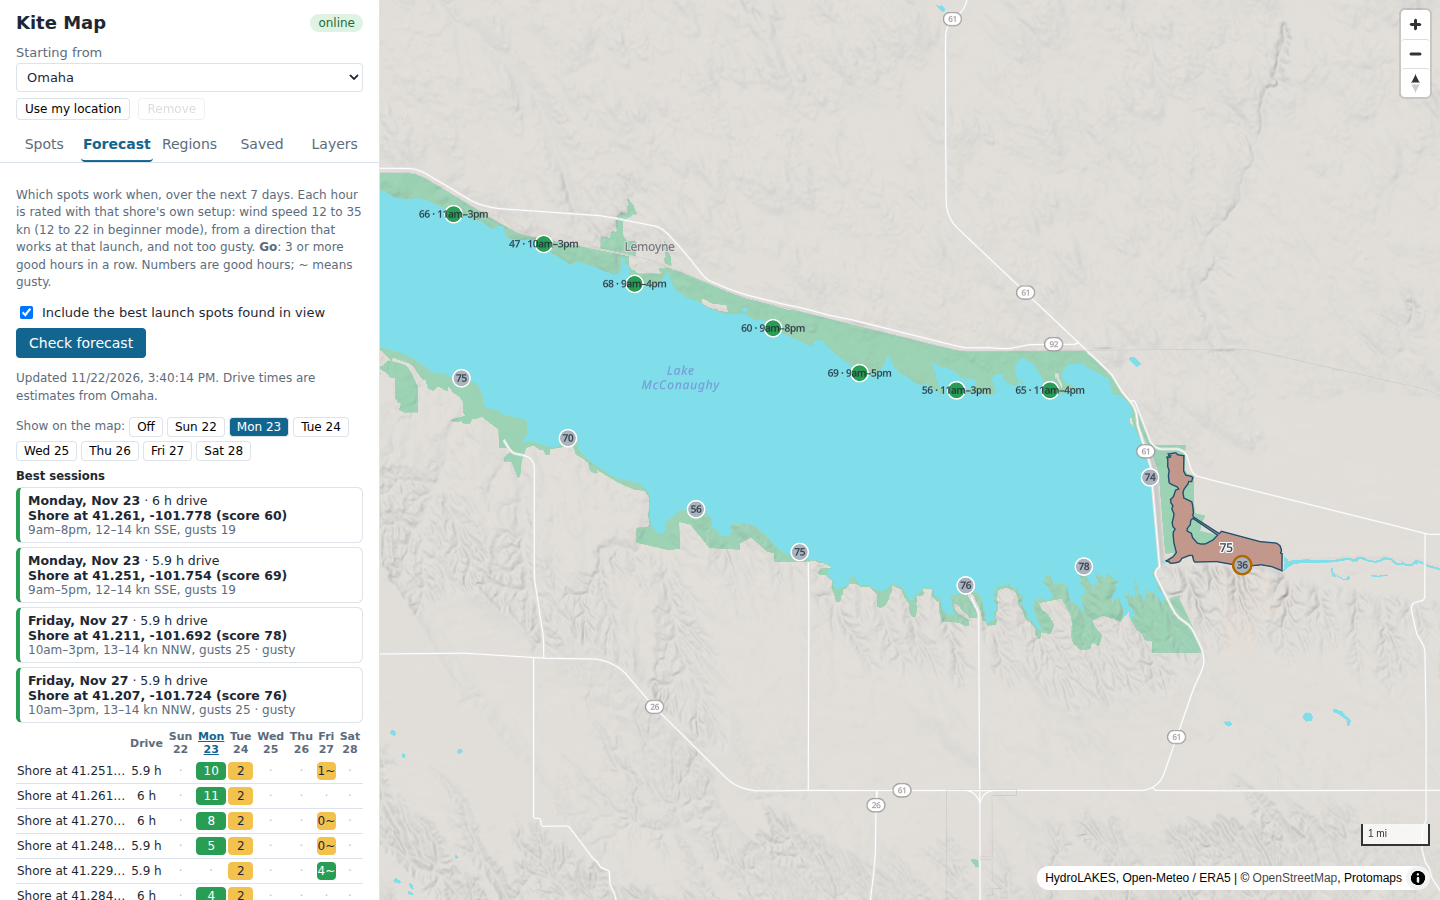 Kite Map
online
Starting from
Omaha
Use my location
Remove
Spots
Forecast
Regions
Saved
Layers
Which spots work when, over the next 7 days. Each hour
is rated with that shore's own setup: wind speed 12 to 35
kn (12 to 22 in beginner mode), from a direction that
works at that launch, and not too gusty. Go: 3 or more
good hours in a row. Numbers are good hours; ~ means
gusty.
Include the best launch spots found in view
Check forecast
Updated 11/22/2026, 3:40:14 PM. Drive times are
estimates from Omaha.
Show on the map: Off Sun 22 Mon 23 Tue 24
Wed 25 Thu 26 Fri 27 Sat 28
Best sessions
Monday, Nov 23 · 6 h drive
Shore at 41.261, -101.778 (score 60)
9am–8pm, 12–14 kn SSE, gusts 19
Monday, Nov 23 · 5.9 h drive
Shore at 41.251, -101.754 (score 69)
9am–5pm, 12–14 kn SSE, gusts 19
Friday, Nov 27 · 5.9 h drive
Shore at 41.211, -101.692 (score 78)
10am–3pm, 13–14 kn NNW, gusts 25 · gusty
Friday, Nov 27 · 5.9 h drive
Shore at 41.207, -101.724 (score 76)
10am–3pm, 13–14 kn NNW, gusts 25 · gusty
Drive Sun 22 Mon 23 Tue 24 Wed 25 Thu 26 Fri 27 Sat 28
Shore at 41.251... 5.9 h · 10 2 · · 1~ ·
Shore at 41.261... 6 h · 11 2 · · · ·
Shore at 41.270... 6 h · 8 2 · · 0~ ·
Shore at 41.248... 5.9 h · 5 2 · · 0~ ·
Shore at 41.229... 5.9 h · · 2 · · 4~ ·
Shore at 41.284... 6 h · 4 2 · · · ·
61
66 · 11am–3pm
47 · 10am–3pm
Lemoyne
68 · 9am–4pm
61
60 · 9am–8pm
92
69 · 9am–5pm
56 · 11am–3pm
65 · 11am–4pm
Lake
McConaughy
75
70
61
74
56
75
75
36
78
76
26
61
61
26
1 mi
HydroLAKES, Open-Meteo / ERA5 | © OpenStreetMap, Protomaps